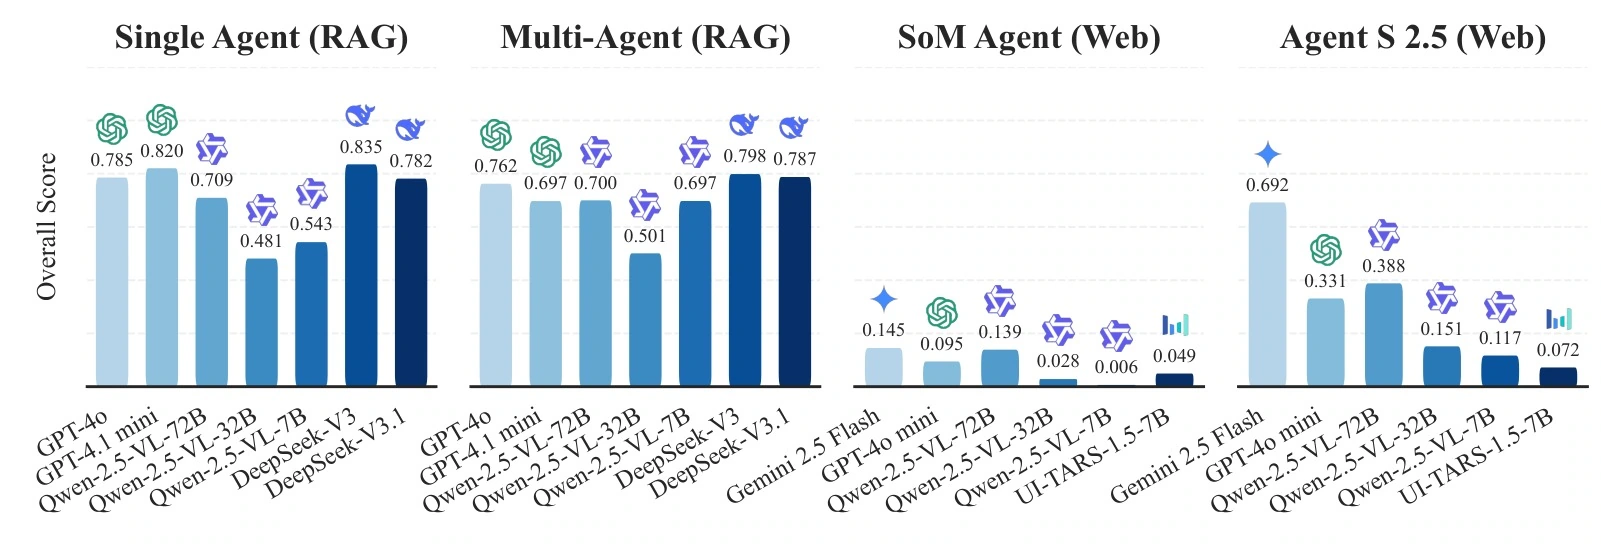 Single Agent (RAG)
Multi-Agent (RAG)
SoM Agent (Web)
Agent S 2.5 (Web)
Overall Score
0.785
0.820
0.709
0.481
0.543
0.835
0.782
GPT-4o
GPT-4.1 mini
Qwen-2.5-VL-72B
Qwen-2.5-VL-32B
Qwen-2.5-VL-7B
DeepSeek-V3
DeepSeek-V3.1
0.762
0.697
0.700
0.501
0.697
0.798
0.787
GPT-4o
GPT-4.1 mini
Qwen-2.5-VL-72B
Qwen-2.5-VL-32B
Qwen-2.5-VL-7B
DeepSeek-V3
DeepSeek-V3.1
0.145
0.095
0.139
0.028
0.006
0.049
Gemini 2.5 Flash
GPT-4o mini
Qwen-2.5-VL-72B
Qwen-2.5-VL-32B
Qwen-2.5-VL-7B
UI-TARS-1.5-7B
0.692
0.331
0.388
0.151
0.117
0.072
Gemini 2.5 Flash
GPT-4o mini
Qwen-2.5-VL-72B
Qwen-2.5-VL-32B
Qwen-2.5-VL-7B
UI-TARS-1.5-7B